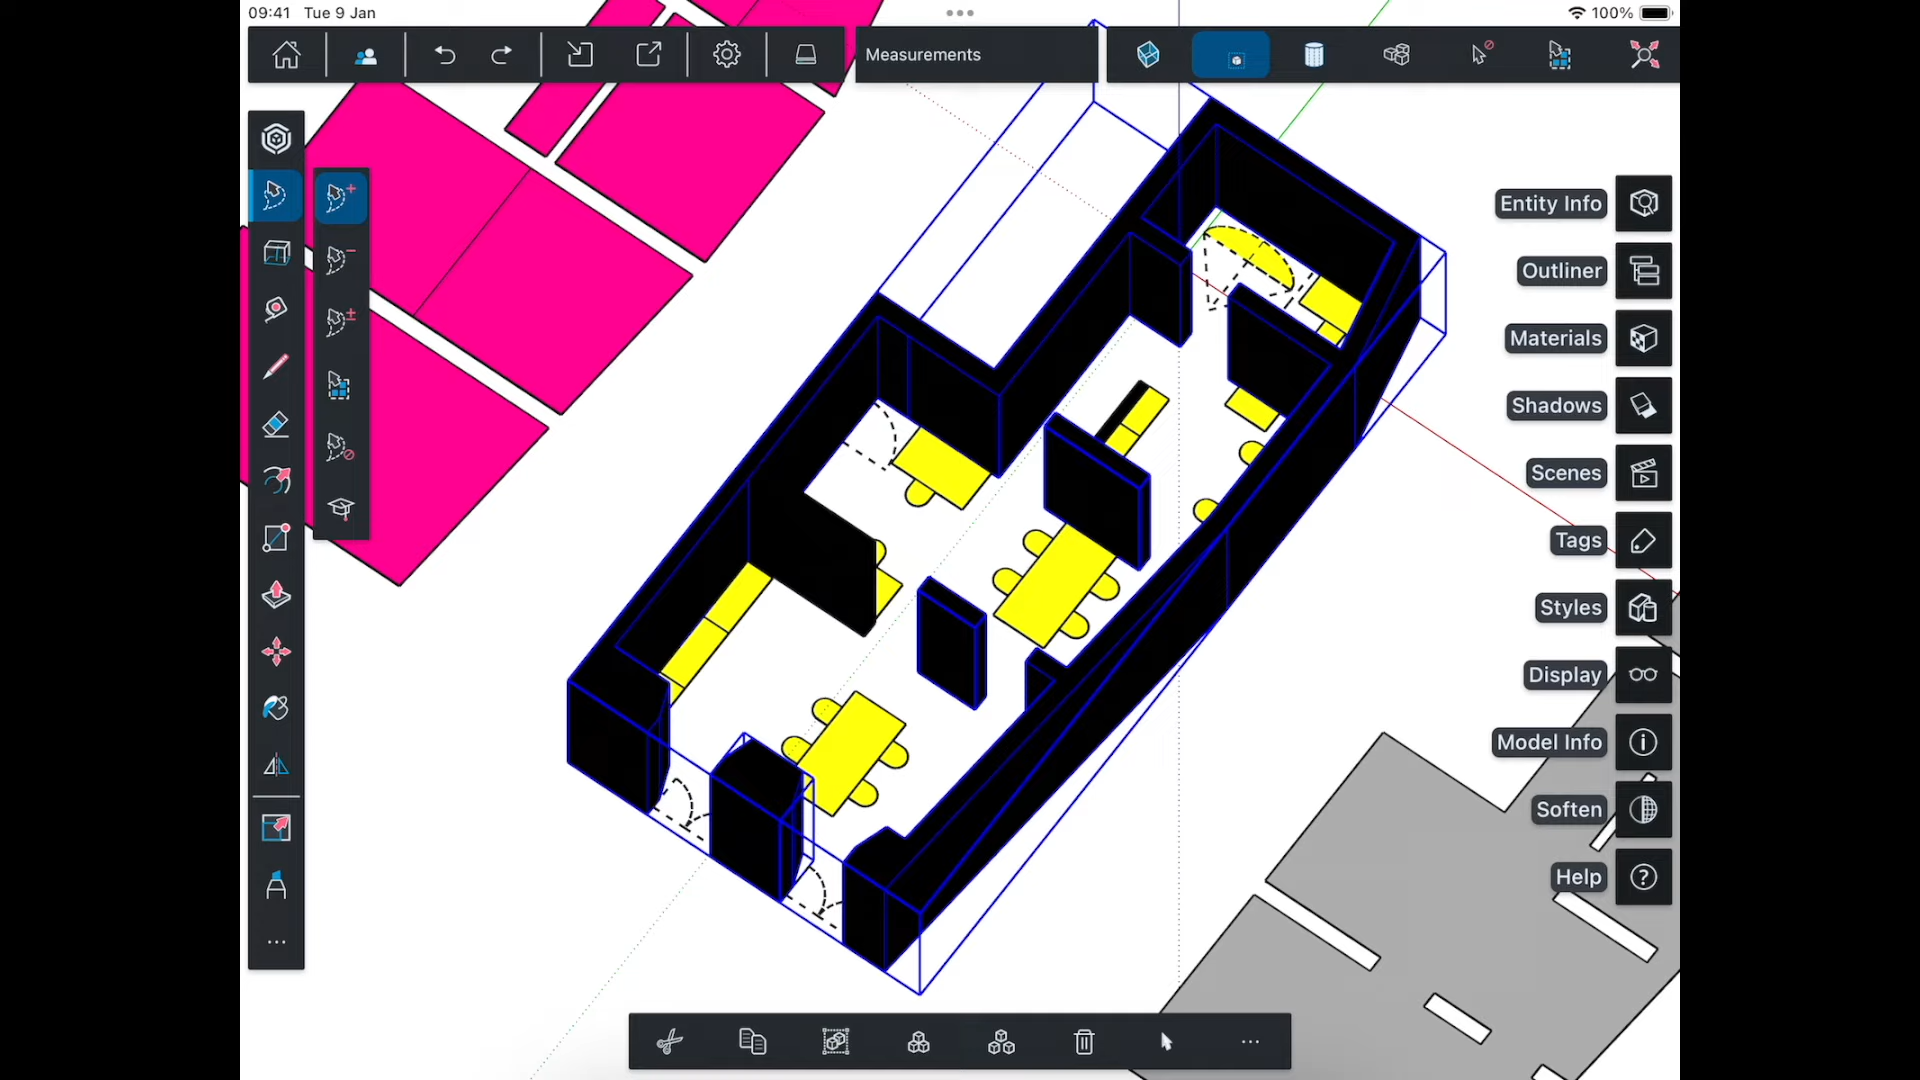 09:41 Tue 9 Jan
100%
Measurements
Entity Info
Outliner
Materials
Shadows
Scenes
Tags
Styles
Display
Model Info
Soften
Help